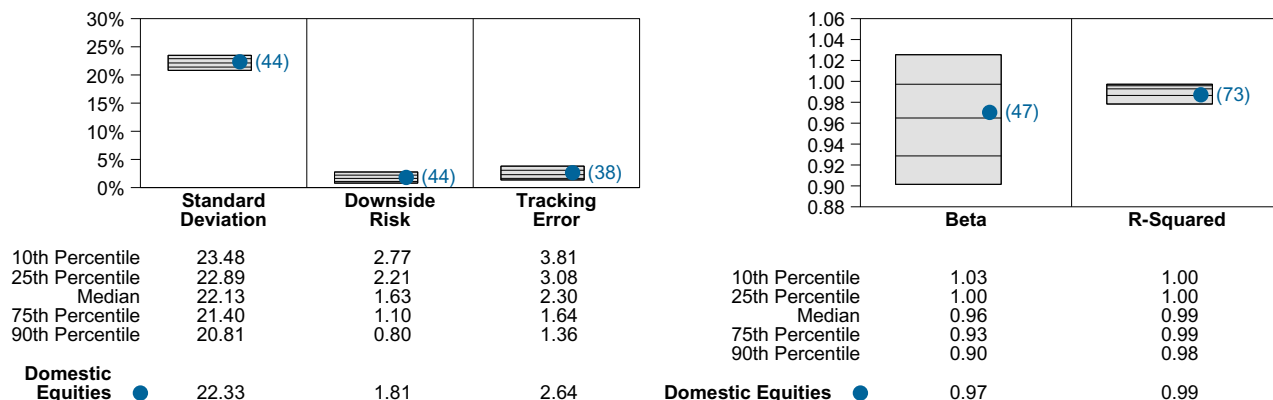 30%
25%
20%
15%
10%
5%
0%
(44)
(44)
(38)
Standard Deviation
Downside Risk
Tracking Error
10th Percentile 23.48 2.77 3.81
25th Percentile 22.89 2.21 3.08
Median 22.13 1.63 2.30
75th Percentile 21.40 1.10 1.64
90th Percentile 20.81 0.80 1.36
Domestic
Equities 22.33 1.81 2.64
1.06
1.04
1.02
1.00
0.98
0.96
0.94
0.92
0.90
0.88
(47)
(73)
Beta R-Squared
10th Percentile 1.03 1.00
25th Percentile 1.00 1.00
Median 0.96 0.99
75th Percentile 0.93 0.99
90th Percentile 0.90 0.98
Domestic Equities 0.97 0.99